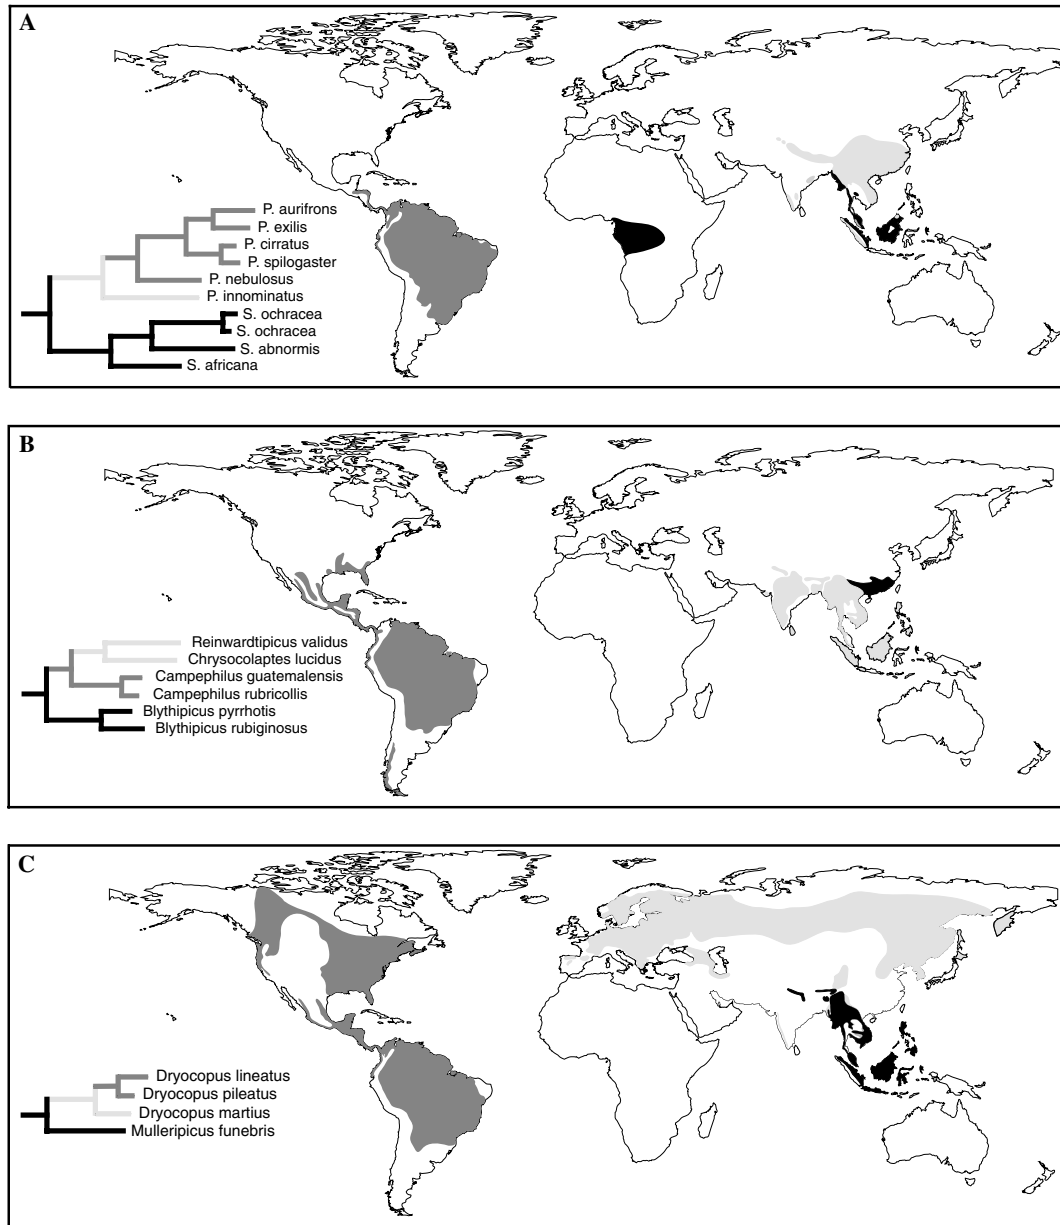 A
P. aurifrons
P. exilis
P. cirratus
P. spilogaster
P. nebulosus
P. innominatus
S. ochracea
S. ochracea
S. abnormis
S. africana
B
Reinwardtipicus validus
Chrysocolaptes lucidus
Campephilus guatemalensis
Campephilus rubricollis
Blythipicus pyrrhotis
Blythipicus rubiginosus
C
Dryocopus lineatus
Dryocopus pileatus
Dryocopus martius
Mulleripicus funebris